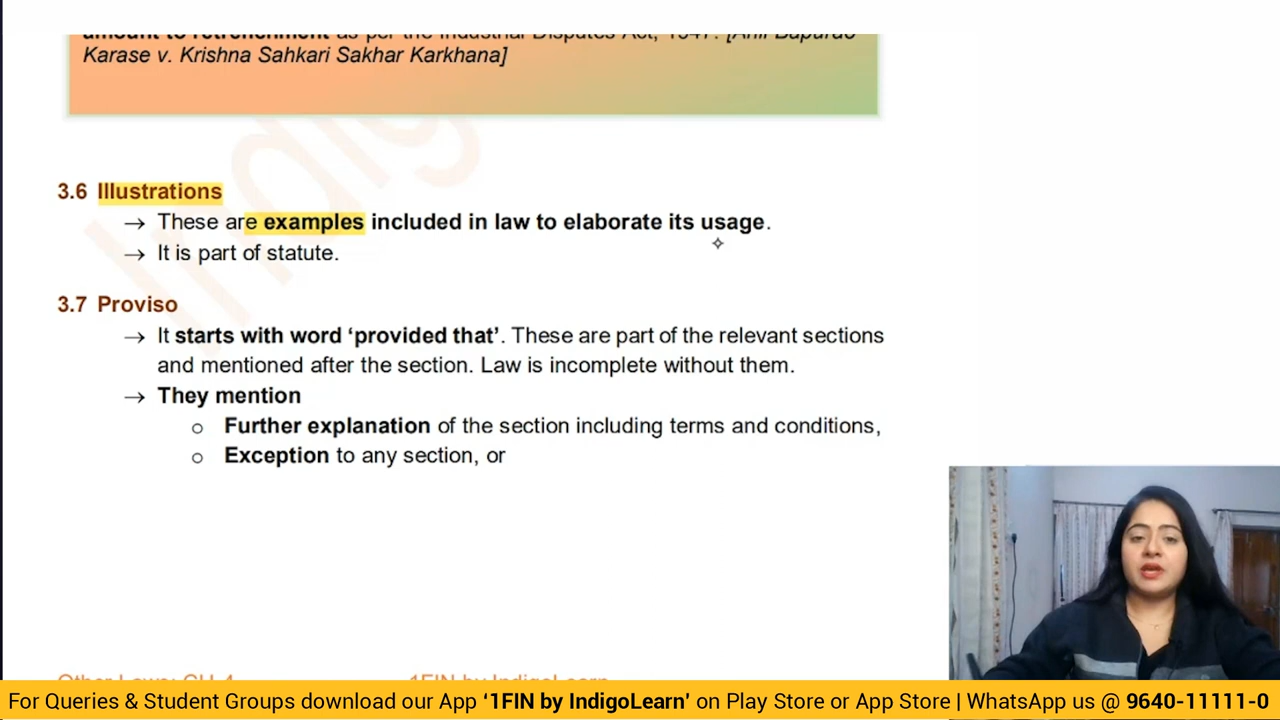 amount to retrenchment as per the Industrial Disputes Act, 1947. [Anil Bapurao
Karase v. Krishna Sahkari Sakhar Karkhana]
3.6 Illustrations
→ These are examples included in law to elaborate its usage.
→ It is part of statute.
3.7 Proviso
→ It starts with word ‘provided that’. These are part of the relevant sections
and mentioned after the section. Law is incomplete without them.
→ They mention
o Further explanation of the section including terms and conditions,
o Exception to any section, or
Other Laws: CH-4 1FIN by IndigoLearn
For Queries & Student Groups download our App ‘1FIN by IndigoLearn’ on Play Store or App Store | WhatsApp us @ 9640-11111-0